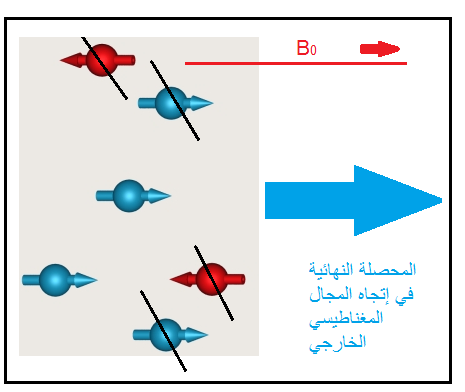 B0
المحصلة النهائية
في إتجاه المجال
المغناطيسي
الخارجي